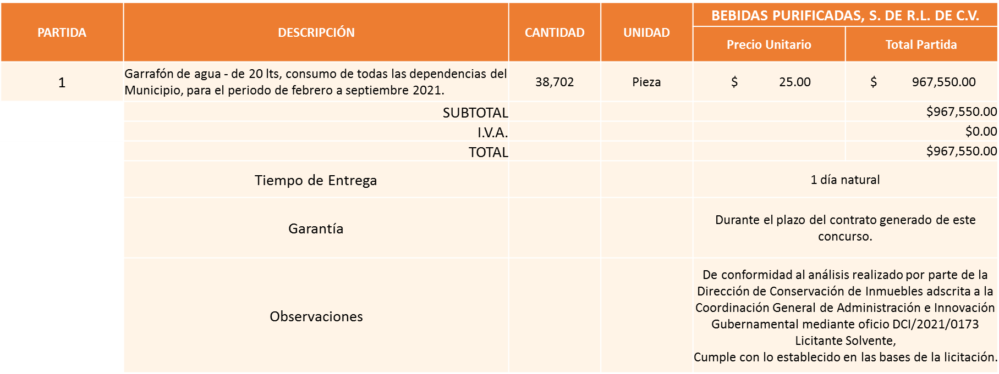 PARTIDA
DESCRIPCIÓN
CANTIDAD
UNIDAD
BEBIDAS PURIFICADAS, S. DE R.L. DE C.V.
Precio Unitario
Total Partida
1
Garrafón de agua - de 20 lts, consumo de todas las dependencias del
Municipio, para el periodo de febrero a septiembre 2021.
38,702
Pieza
$ 25.00
$ 967,550.00
SUBTOTAL
$967,550.00
I.V.A.
$0.00
TOTAL
$967,550.00
Tiempo de Entrega
1 día natural
Garantía
Durante el plazo del contrato generado de este
concurso.
Observaciones
De conformidad al análisis realizado por parte de la
Dirección de Conservación de Inmuebles adscrita a la
Coordinación General de Administración e Innovación
Gubernamental mediante oficio DCI/2021/0173
Licitante Solvente,
Cumple con lo establecido en las bases de la licitación.